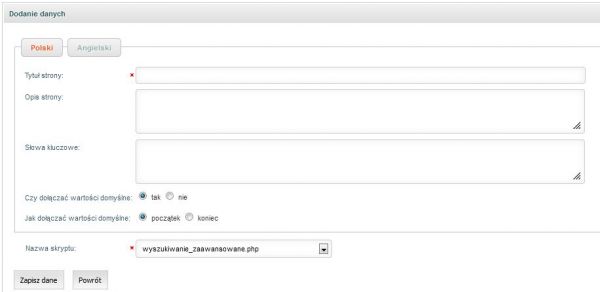 Dodanie danych
Polski Angielski
Tytuł strony: *
Opis strony:
Słowa kluczowe:
Czy dołączać wartości domyślne: tak nie
Jak dołączać wartości domyślne: początek koniec
Nazwa skryptu: * wyszukiwanie_zaawansowane.php
Zapisz dane Powrót